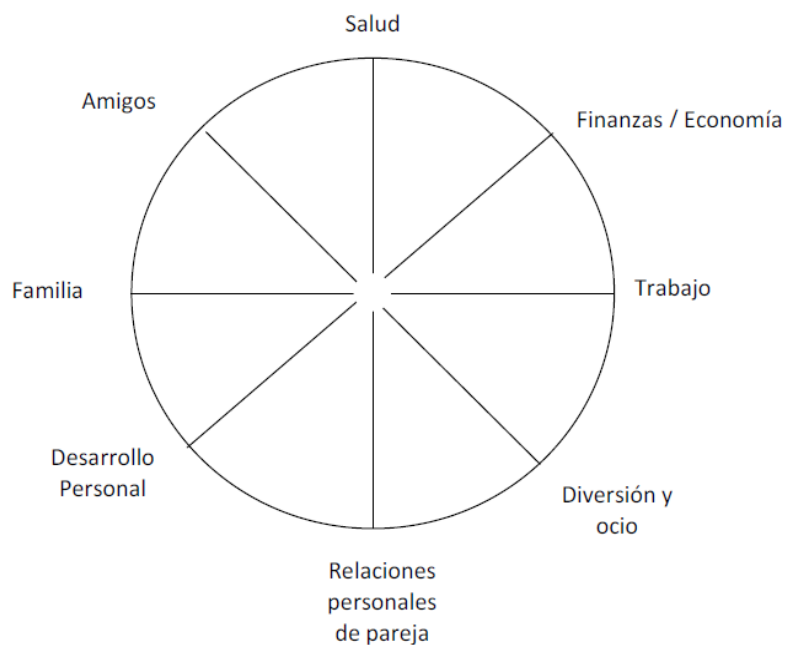 Salud
Amigos
Finanzas / Economía
Familia
Trabajo
Desarrollo
Personal
Diversión y
ocio
Relaciones
personales
de pareja